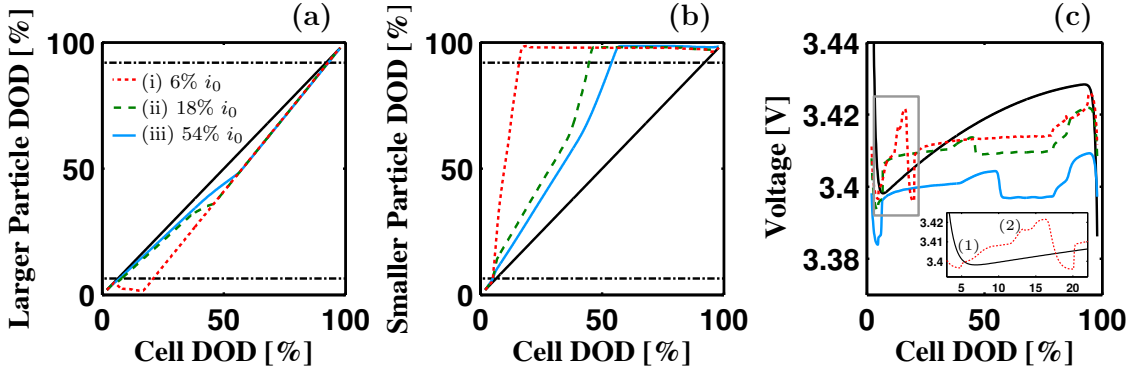 (a)
Larger Particle DOD [%]
100
50
0
0
50
100
Cell DOD [%]
(i) 6% i₀
(ii) 18% i₀
(iii) 54% i₀
(b)
Smaller Particle DOD [%]
100
50
0
0
50
100
Cell DOD [%]
(c)
Voltage [V]
3.44
3.42
3.4
3.38
0
50
100
Cell DOD [%]
3.42
3.41
3.4
(1)
(2)
5
10
15
20